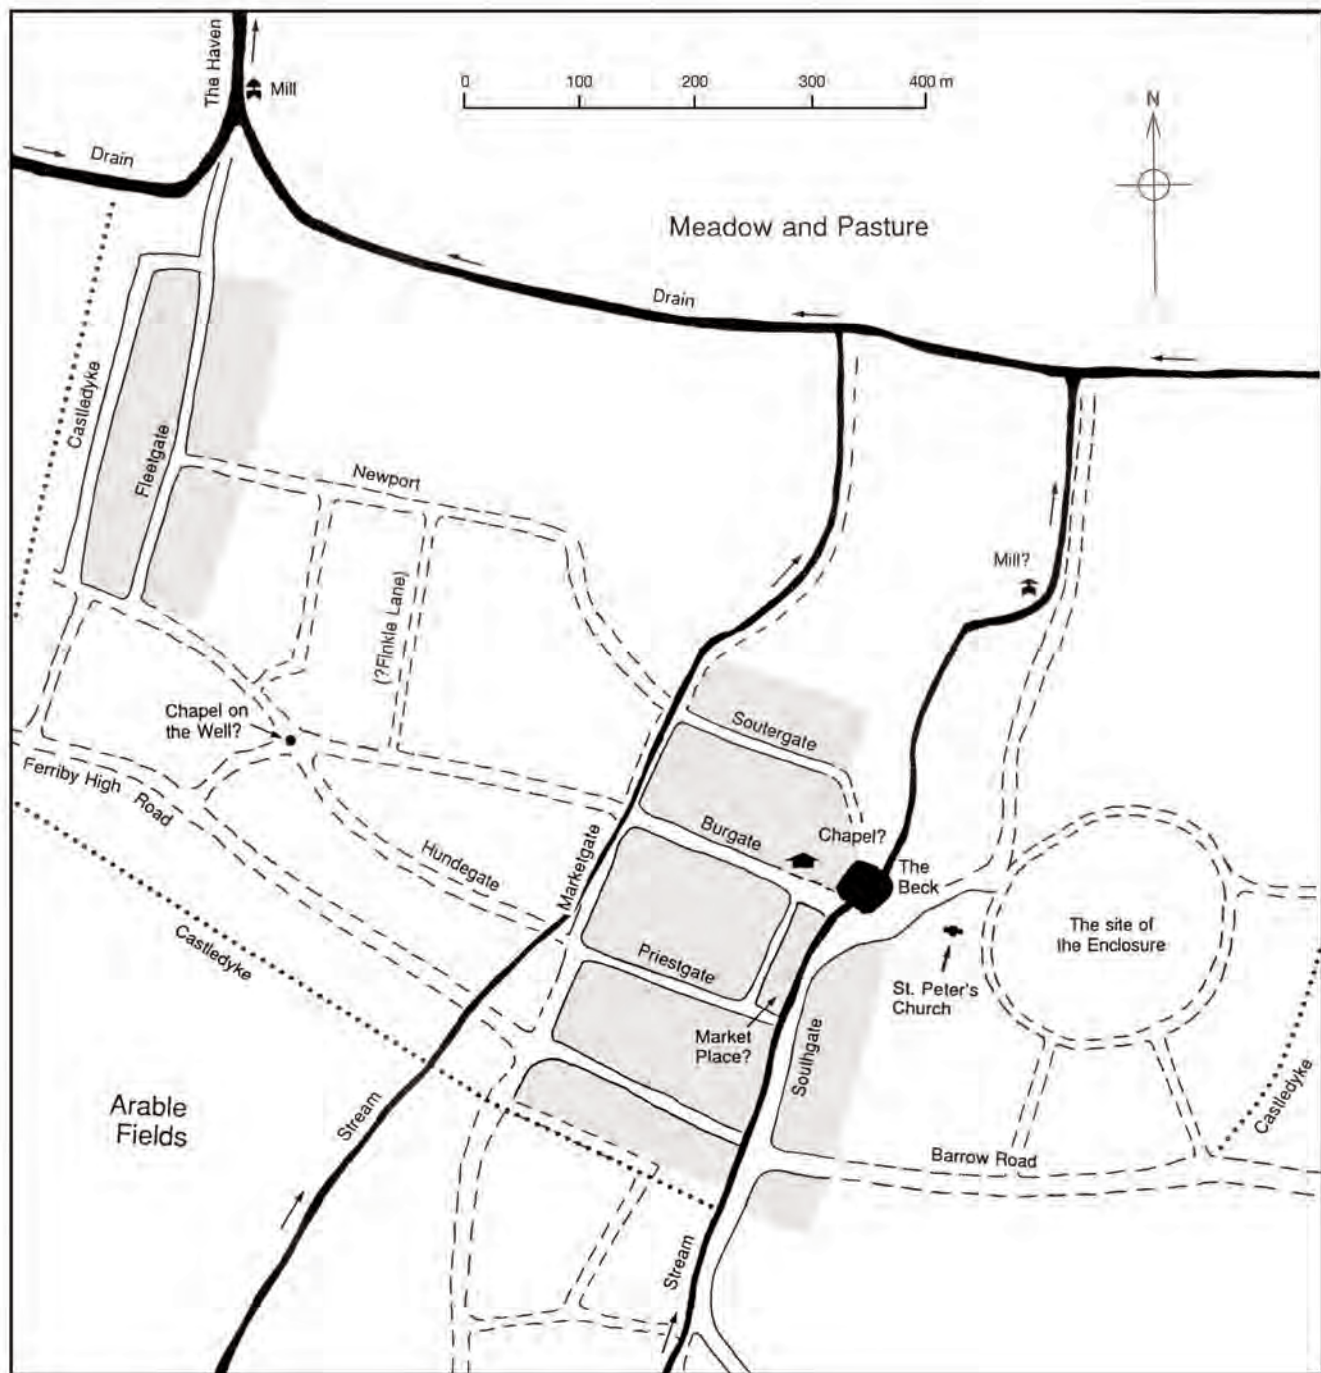 The Haven
Mill
0 100 200 300 400 m
N
Drain
Meadow and Pasture
Drain
Castledyke
Fleetgate
Newport
(?Finkle Lane)
Mill?
Chapel on
the Well?
Soutergate
Ferriby High Road
Burgate
Chapel?
The
Beck
Hundegate
Marketgate
The site of
the Enclosure
Castledyke
Priestgate
St. Peter's
Church
Market
Place?
Southgate
Arable
Fields
Stream
Castledyke
Barrow Road
Stream